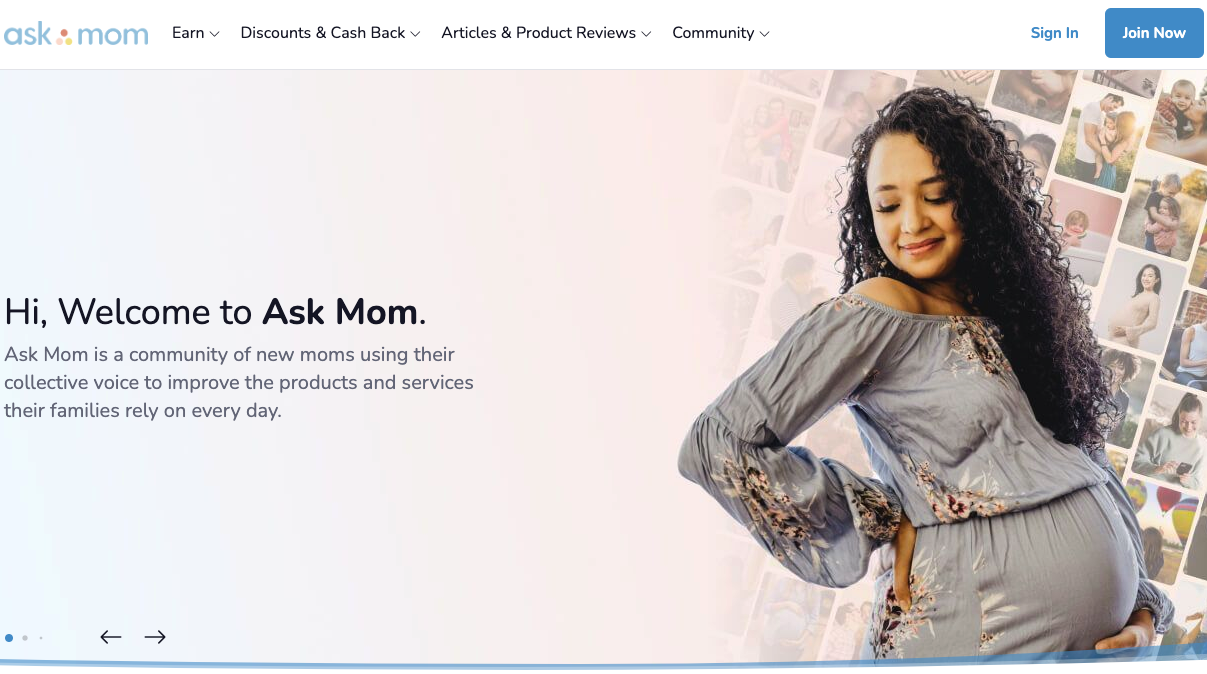 ask mom
Earn
Discounts & Cash Back
Articles & Product Reviews
Community
Sign In
Join Now
Hi, Welcome to Ask Mom.
Ask Mom is a community of new moms using their
collective voice to improve the products and services
their families rely on every day.